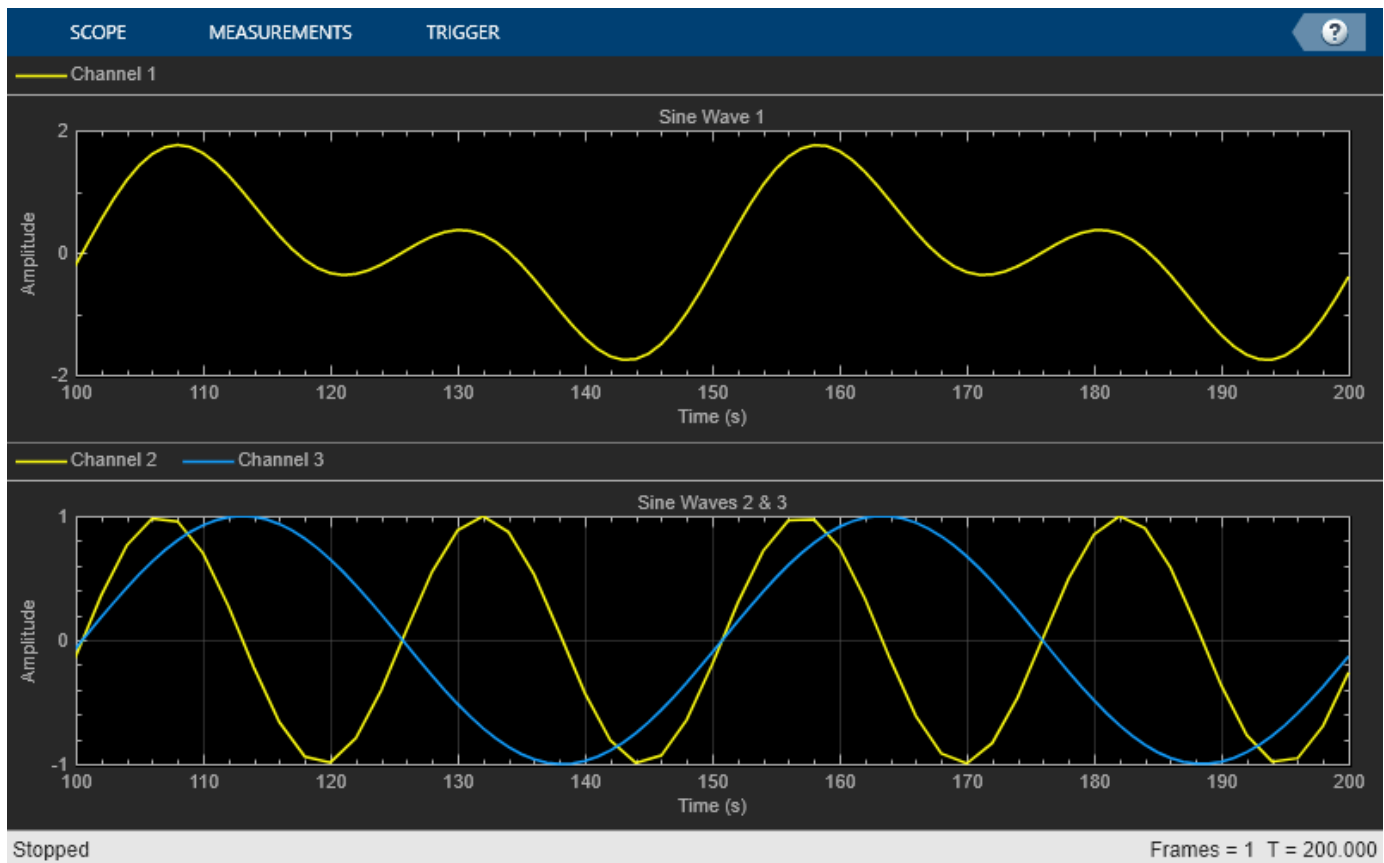 SCOPE MEASUREMENTS TRIGGER ?
Channel 1
Sine Wave 1
Amplitude
2
0
-2
100 110 120 130 140 150 160 170 180 190 200
Time (s)
Channel 2 Channel 3
Sine Waves 2 & 3
Amplitude
1
0
-1
100 110 120 130 140 150 160 170 180 190 200
Time (s)
Stopped Frames = 1 T = 200.000